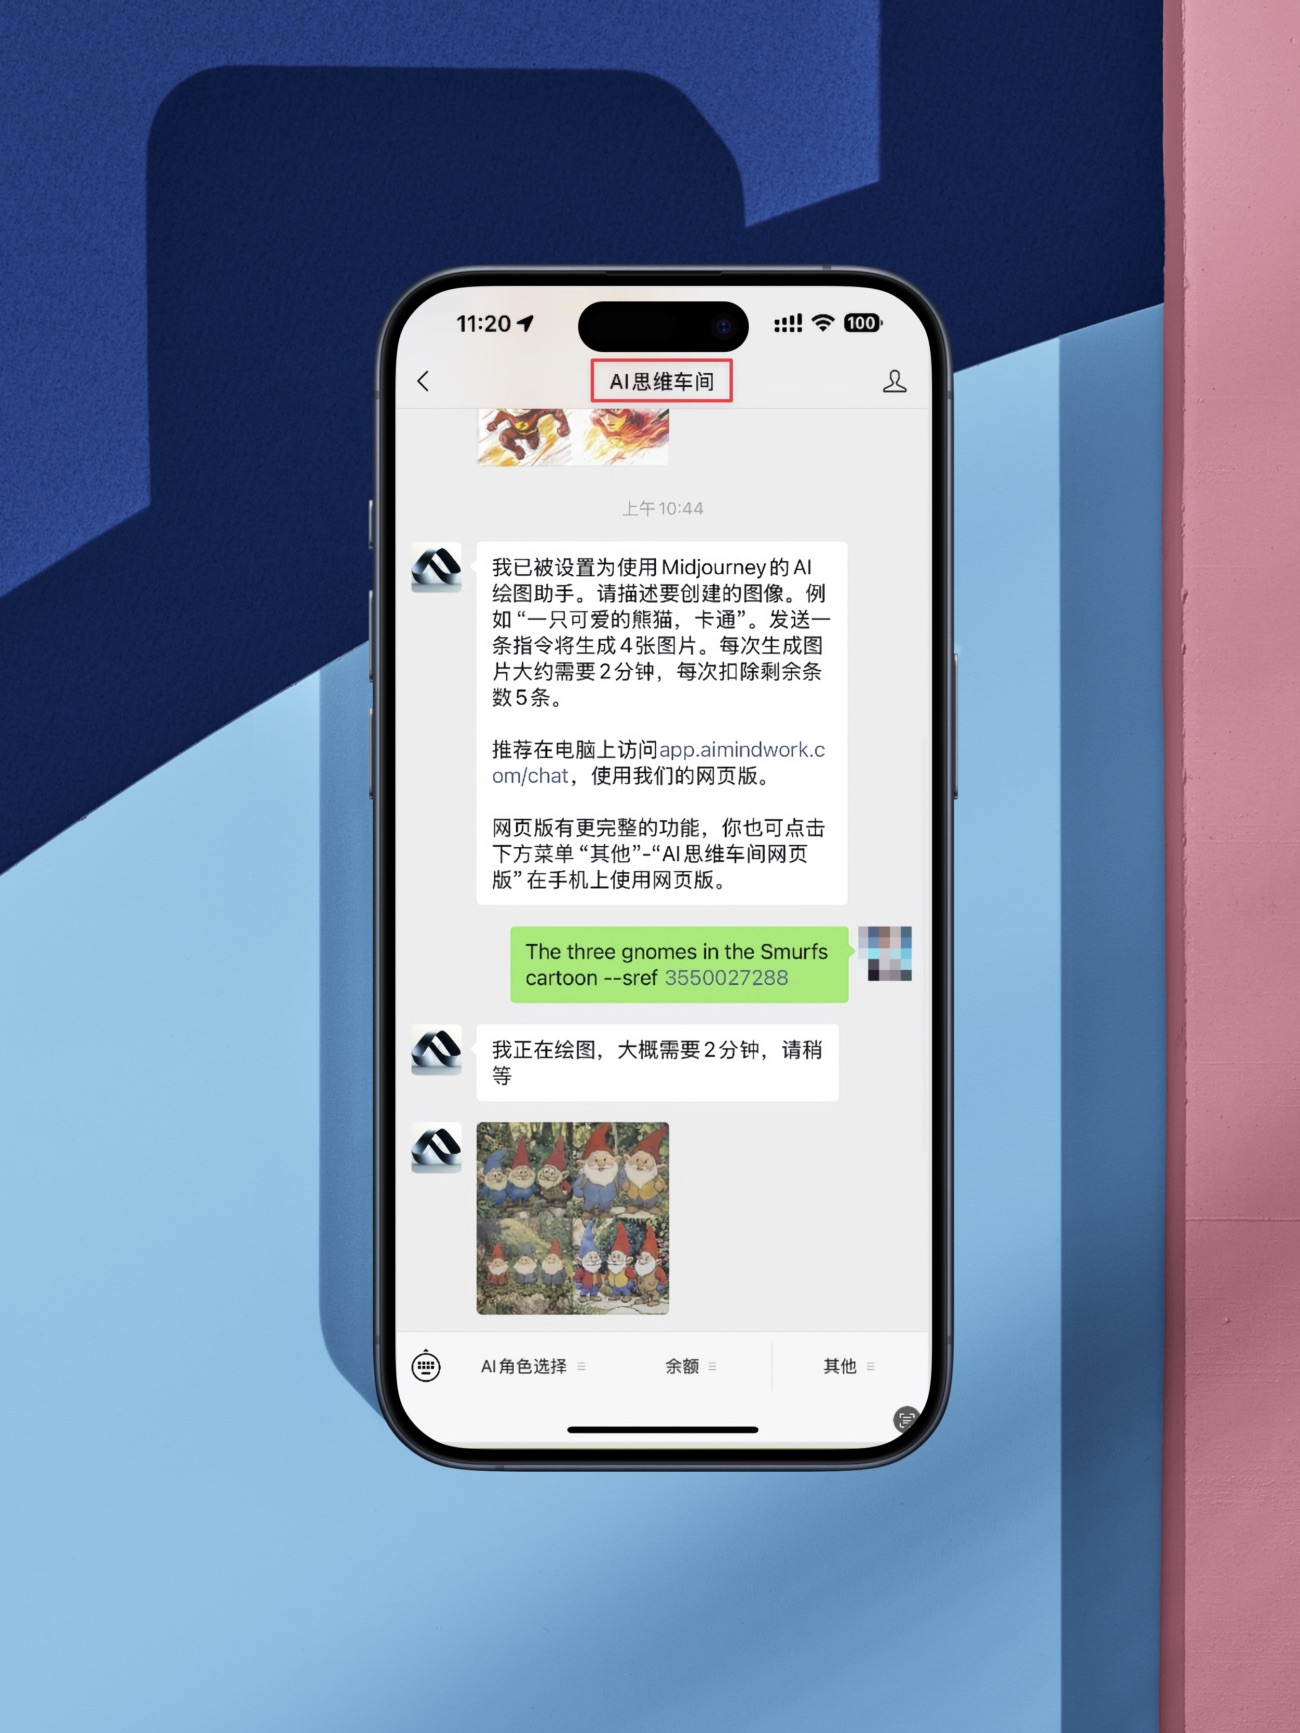 11:20
100
AI思维车间
上午10:44
我已被设置为使用Midjourney的AI
绘图助手。请描述要创建的图像。例
如“一只可爱的熊猫，卡通”。发送一
条指令将生成4张图片。每次生成图
片大约需要2分钟，每次扣除剩余条
数5条。
推荐在电脑上访问app.aimindwork.c
om/chat，使用我们的网页版。
网页版有更完整的功能，你也可点击
下方菜单“其他”-“AI思维车间网页
版”在手机上使用网页版。
The three gnomes in the Smurfs
cartoon --sref 3550027288
我正在绘图，大概需要2分钟，请稍
等
AI角色选择
余额
其他